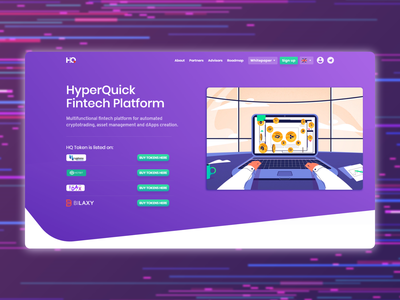 HQ
About Partners Advisors Roadmap Whitepaper Sign up
HyperQuick
Fintech Platform
Multifunctional fintech platform for automated
cryptotrading, asset management and dApps creation.
HQ Token is listed on:
BUY TOKENS NOW
BUY TOKENS NOW
BUY TOKENS NOW
BILAXY BUY TOKENS NOW